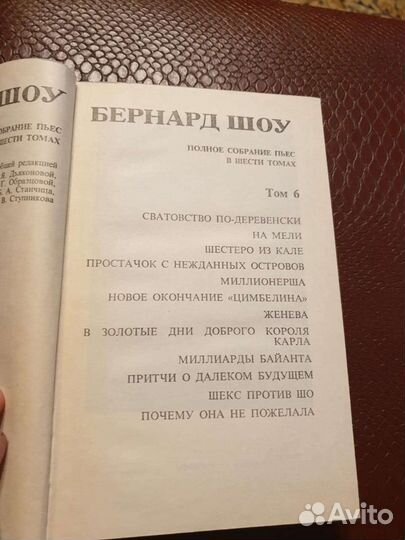 ШОУ
СОБРАНИЕ ПЬЕС
ШЕСТИ ТОМАХ
редакцией
Я. Дьяконовой,
Г. Образцовой,
А. Станчица,
В. Ступникова
БЕРНАРД ШОУ
ПОЛНОЕ СОБРАНИЕ ПЬЕС
В ШЕСТИ ТОМАХ
Том 6
СВАТОВСТВО ПО-ДЕРЕВЕНСКИ
НА МЕЛИ
ШЕСТЕРО ИЗ КАЛЕ
ПРОСТАЧОК С НЕЖДАННЫХ ОСТРОВОВ
МИЛЛИОНЕРША
НОВОЕ ОКОНЧАНИЕ «ЦИМБЕЛИНА»
ЖЕНЕВА
В ЗОЛОТЫЕ ДНИ ДОБРОГО КОРОЛЯ
КАРЛА
МИЛЛИАРДЫ БАЙАНТА
ПРИТЧИ О ДАЛЕКОМ БУДУЩЕМ
ШЕКС ПРОТИВ ШО
ПОЧЕМУ ОНА НЕ ПОЖЕЛАЛА
Avito